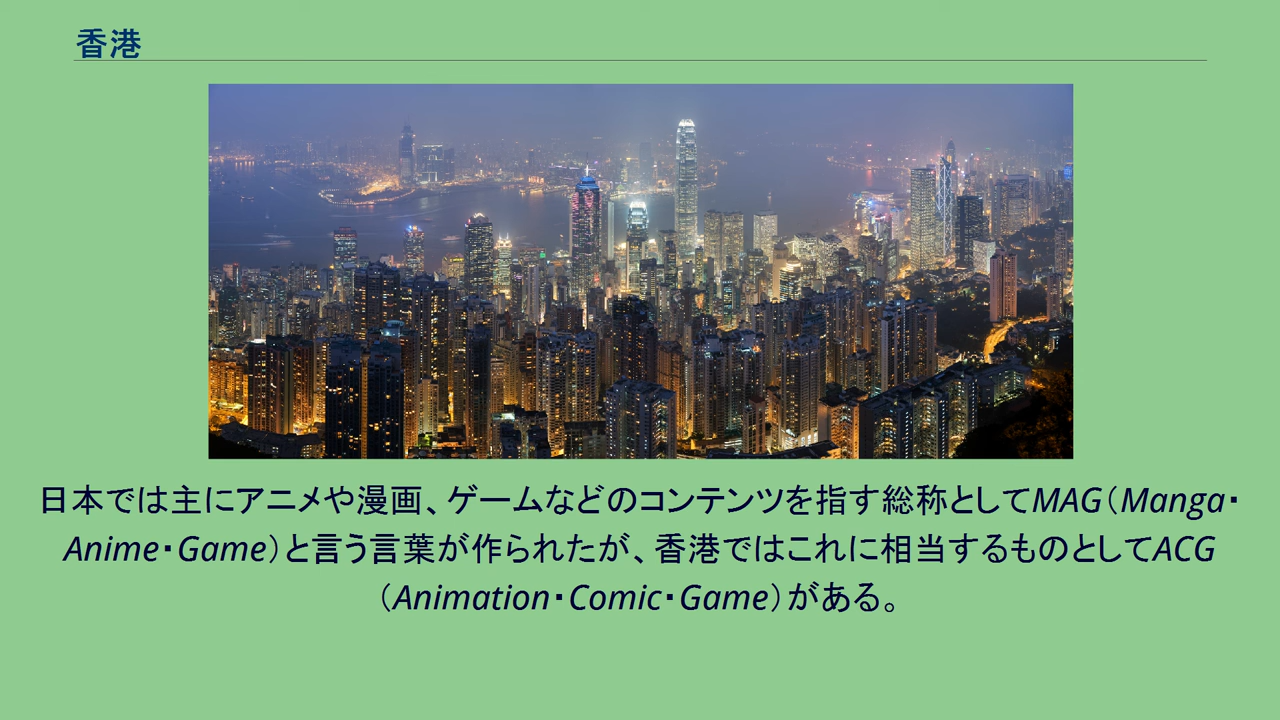 香港
日本では主にアニメや漫画、ゲームなどのコンテンツを指す総称としてMAG（Manga・
Anime・Game）と言う言葉が作られたが、香港ではこれに相当するものとしてACG
（Animation・Comic・Game）がある。